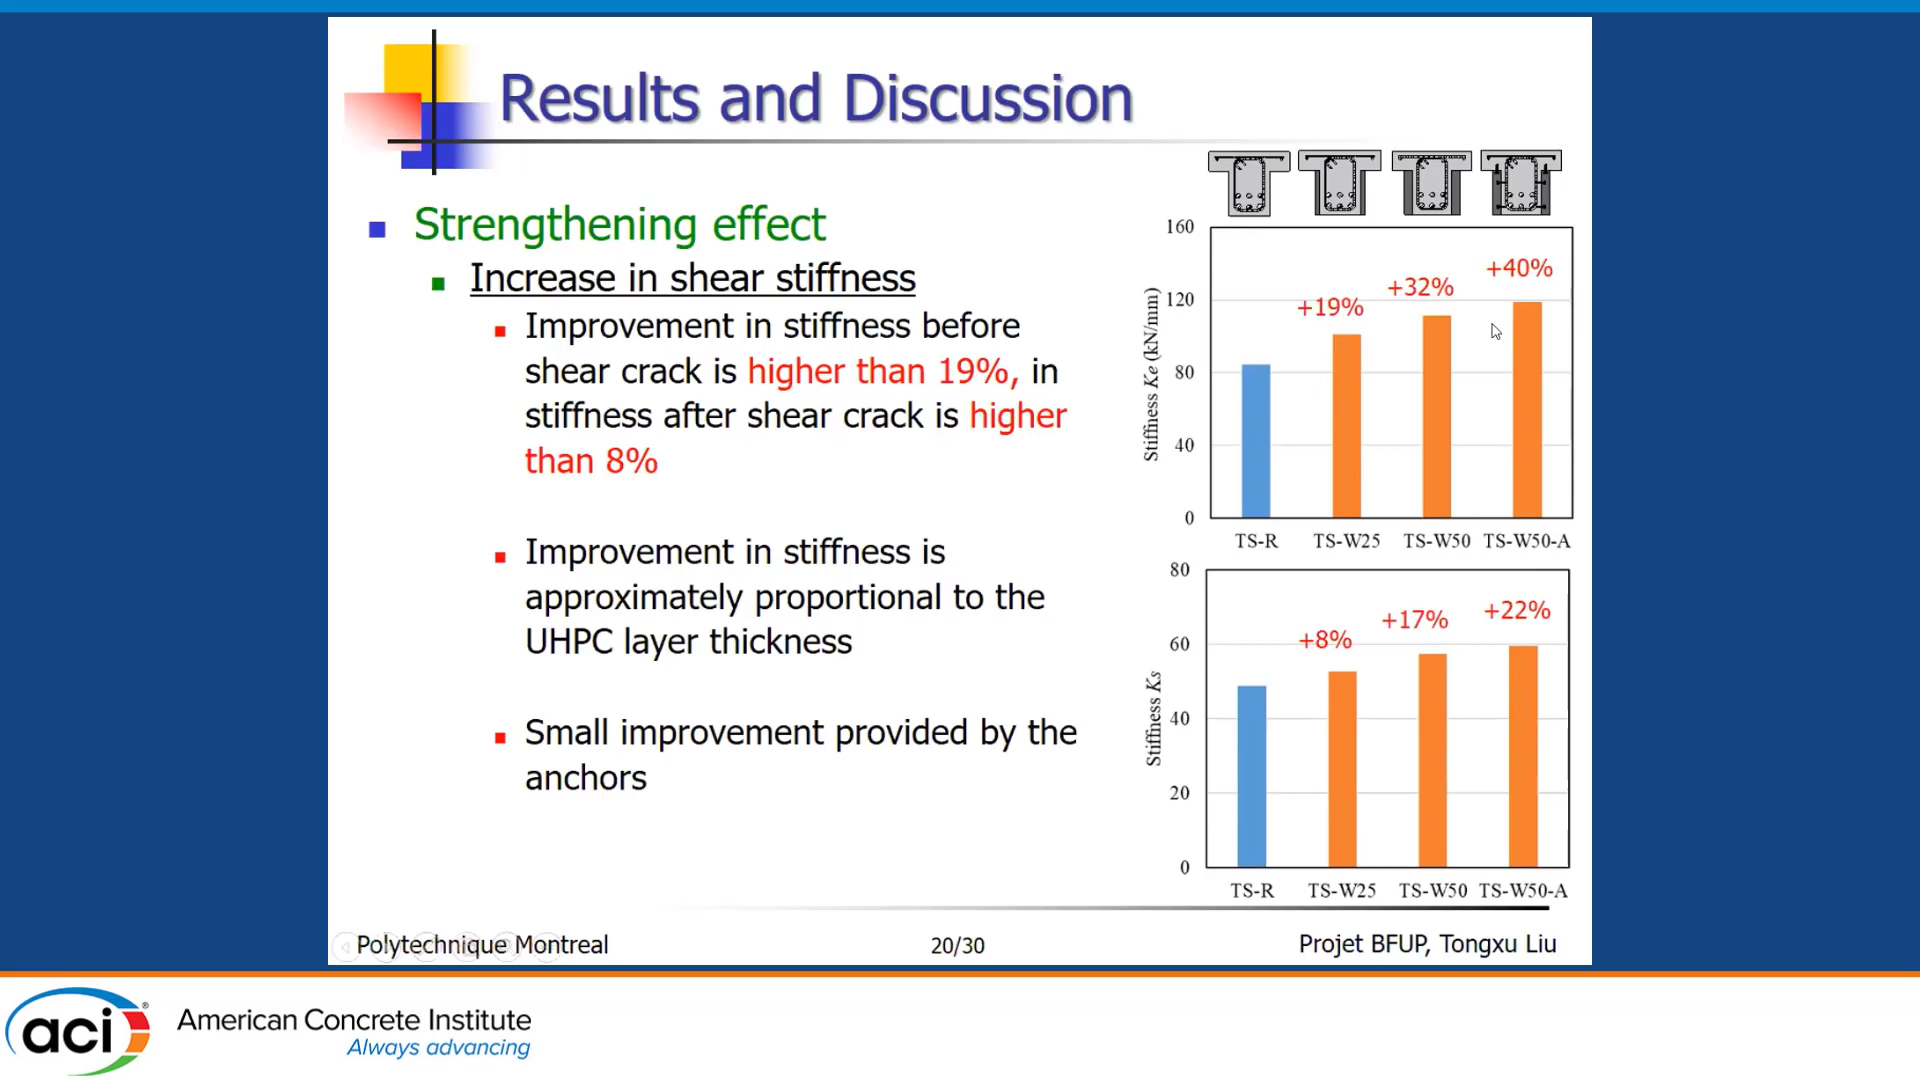 Results and Discussion
Strengthening effect
Increase in shear stiffness
Improvement in stiffness before
shear crack is higher than 19%, in
stiffness after shear crack is higher
than 8%
Improvement in stiffness is
approximately proportional to the
UHPC layer thickness
Small improvement provided by the
anchors
160
120
80
40
0
Stiffness Ke (kN/mm)
+19%
+32%
+40%
TS-R TS-W25 TS-W50 TS-W50-A
80
60
40
20
0
Stiffness Ks
+8%
+17%
+22%
TS-R TS-W25 TS-W50 TS-W50-A
Polytechnique Montreal
20/30
Projet BFUP, Tongxu Liu
aci®
American Concrete Institute
Always advancing